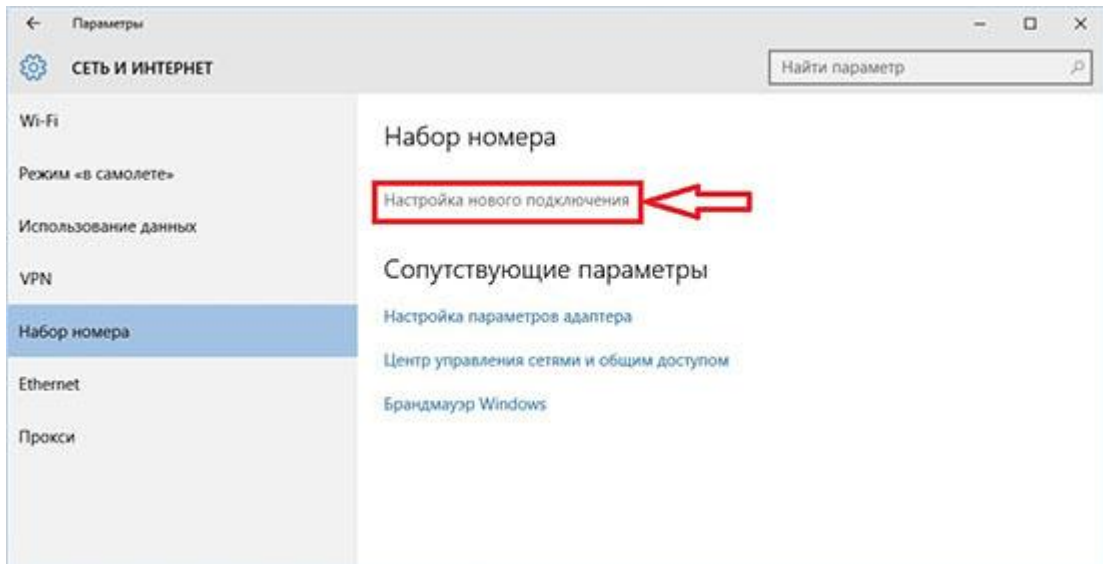 Параметры
СЕТЬ И ИНТЕРНЕТ
Найти параметр
Wi-Fi
Режим «в самолете»
Использование данных
VPN
Набор номера
Ethernet
Прокси
Набор номера
Настройка нового подключения
Сопутствующие параметры
Настройка параметров адаптера
Центр управления сетями и общим доступом
Брандмауэр Windows